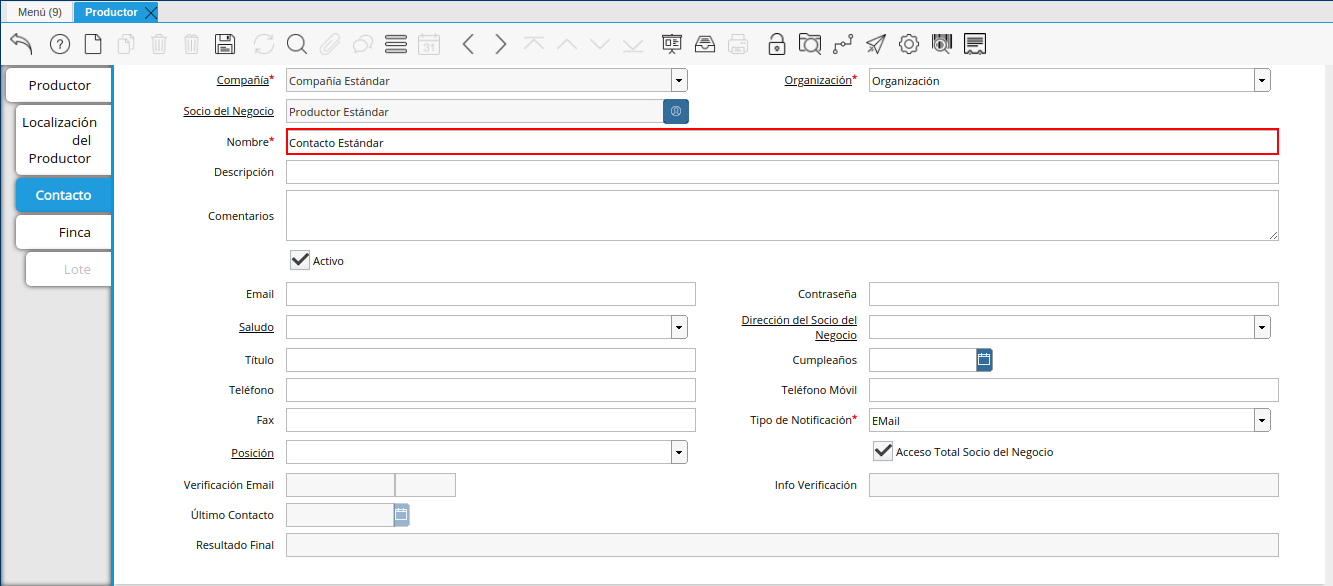 Menú (9) Productor
31
Productor
Localización
del
Productor
Contacto
Finca
Lote
Compañía* Compañía Estándar Organización* Organización
Socio del Negocio Productor Estándar
Nombre* Contacto Estándar
Descripción
Comentarios
Activo
Email Contraseña
Saludo Dirección del Socio del
Negocio
Título Cumpleaños
Teléfono Teléfono Móvil
Fax Tipo de Notificación* EMail
Posición Acceso Total Socio del Negocio
Verificación Email Info Verificación
Último Contacto
Resultado Final